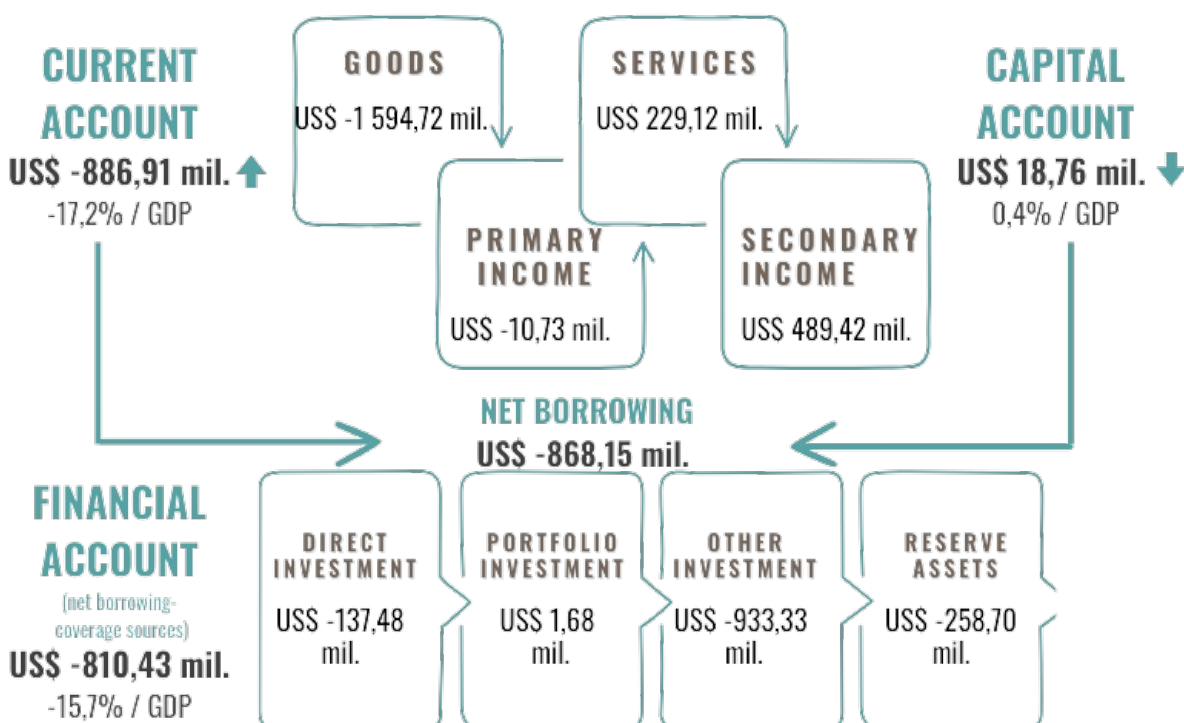 CURRENT
ACCOUNT
US$ -886,91 mil.
-17,2% / GDP
GOODS
US$ -1 594,72 mil.
SERVICES
US$ 229,12 mil.
PRIMARY
INCOME
US$ -10,73 mil.
SECONDARY
INCOME
US$ 489,42 mil.
CAPITAL
ACCOUNT
US$ 18,76 mil.
0,4% / GDP
NET BORROWING
US$ -868,15 mil.
FINANCIAL
ACCOUNT
(net borrowing-
coverage sources)
US$ -810,43 mil.
-15,7% / GDP
DIRECT
INVESTMENT
US$ -137,48
mil.
PORTFOLIO
INVESTMENT
US$ 1,68
mil.
OTHER
INVESTMENT
US$ -933,33
mil.
RESERVE
ASSETS
US$ -258,70
mil.